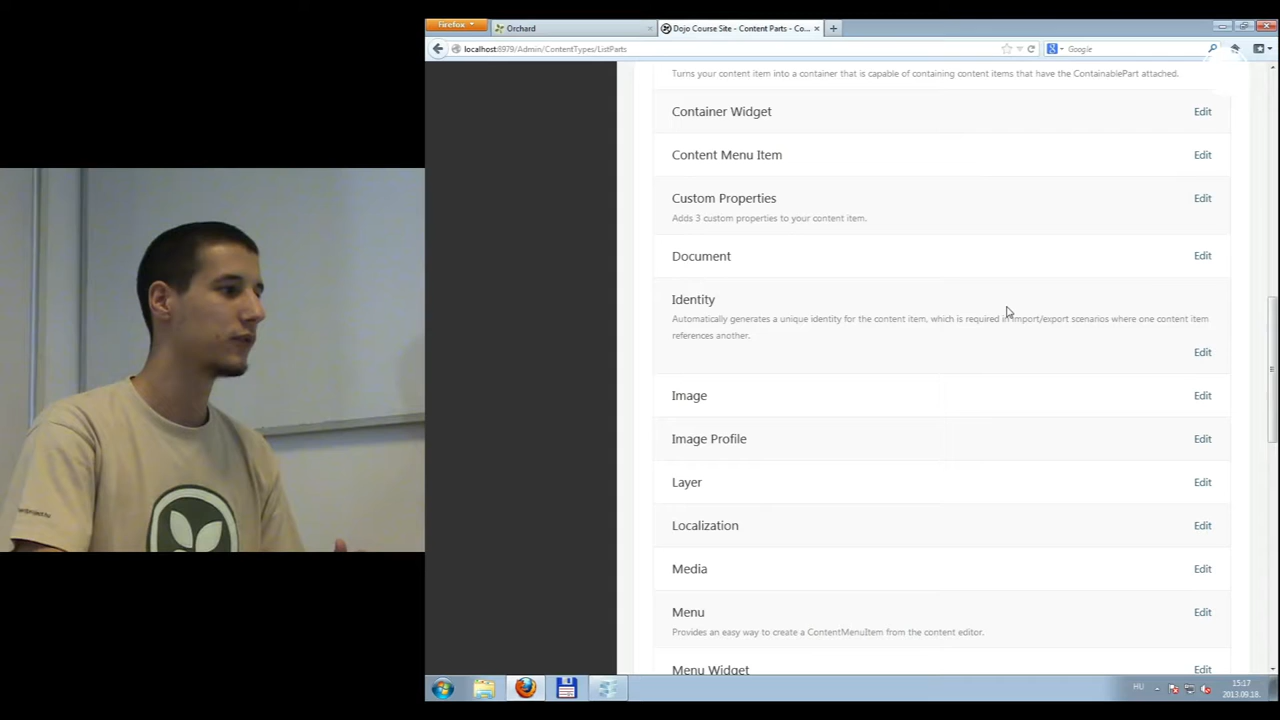 Firefox
Orchard
Dojo Course Site - Content Parts - Co...
localhost:8979/Admin/ContentTypes/ListParts
Google
Turns your content item into a container that is capable of containing content items that have the ContainablePart attached.
Container Widget
Edit
Content Menu Item
Edit
Custom Properties
Edit
Adds 3 custom properties to your content item.
Document
Edit
Identity
Automatically generates a unique identity for the content item, which is required in import/export scenarios where one content item
references another.
Edit
Image
Edit
Image Profile
Edit
Layer
Edit
Localization
Edit
Media
Edit
Menu
Edit
Provides an easy way to create a ContentMenuItem from the content editor.
Menu Widget
Edit
HU
15:17
2013.09.18.